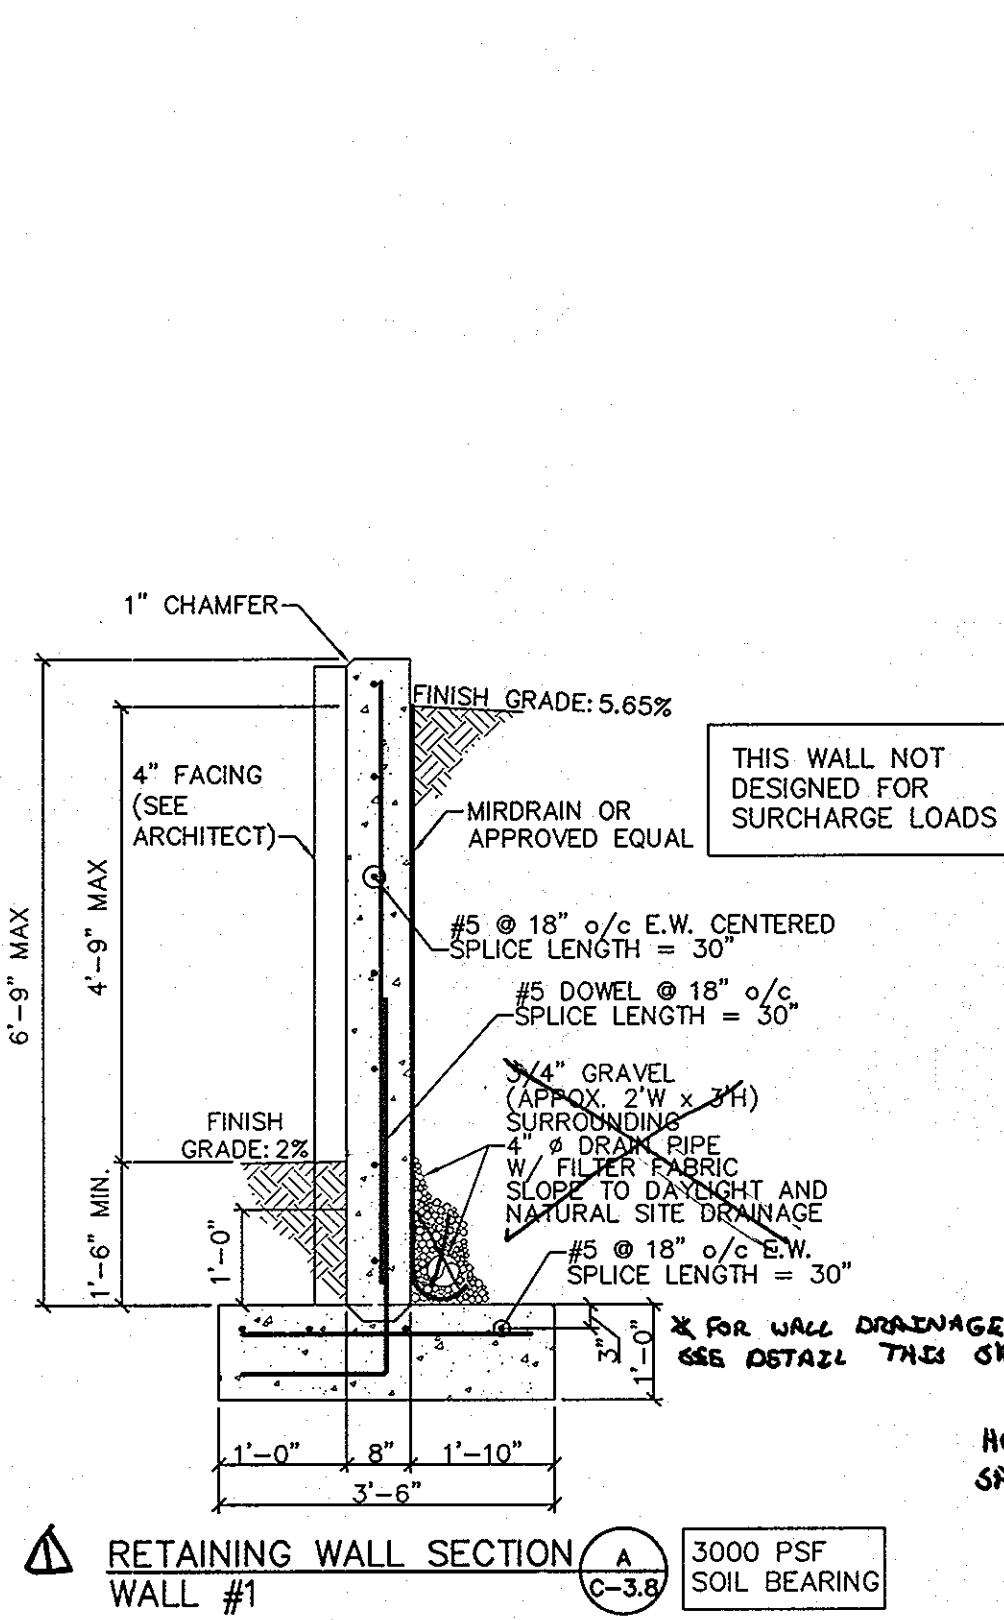 1" CHAMFER
FINISH GRADE: 5.65%
THIS WALL NOT
DESIGNED FOR
SURCHARGE LOADS
4" FACING
(SEE
ARCHITECT)
MIRDRAIN OR
APPROVED EQUAL
6'-9" MAX
4'-9" MAX
#5 @ 18" o/c E.W. CENTERED
SPLICE LENGTH = 30"
#5 DOWEL @ 18" o/c
SPLICE LENGTH = 30"
3/4" GRAVEL
(APPROX. 2'W x 3'H)
SURROUNDING
4" ø DRAIN PIPE
W/ FILTER FABRIC
SLOPE TO DAYLIGHT AND
NATURAL SITE DRAINAGE
FINISH
GRADE: 2%
1'-6" MIN.
1'-0"
#5 @ 18" o/c E.W.
SPLICE LENGTH = 30"
3"
1'-0"
* FOR WALL DRAINAGE
SEE DETAIL THIS
1'-0" 8" 1'-10"
3'-6"
RETAINING WALL SECTION
WALL #1
A
C-3.8
3000 PSF
SOIL BEARING